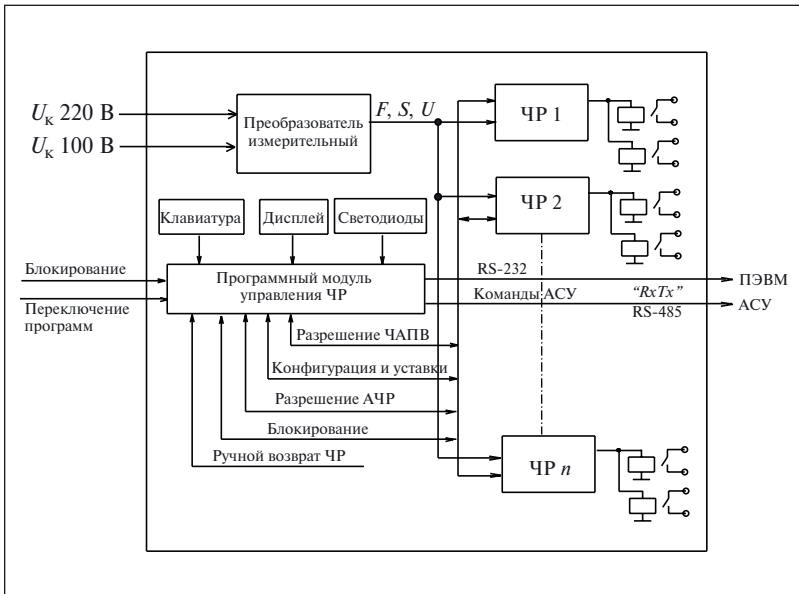 Uк 220 В
Uк 100 В
Преобразователь
измерительный
F, S, U
ЧР 1
ЧР 2
Клавиатура
Дисплей
Светодиоды
Блокирование
Переключение
программ
Программный модуль
управления ЧР
RS-232
ПЭВМ
Команды АСУ
“RxTx”
RS-485
АСУ
Разрешение ЧАПВ
Конфигурация и уставки
Разрешение АЧР
Блокирование
Ручной возврат ЧР
ЧР n